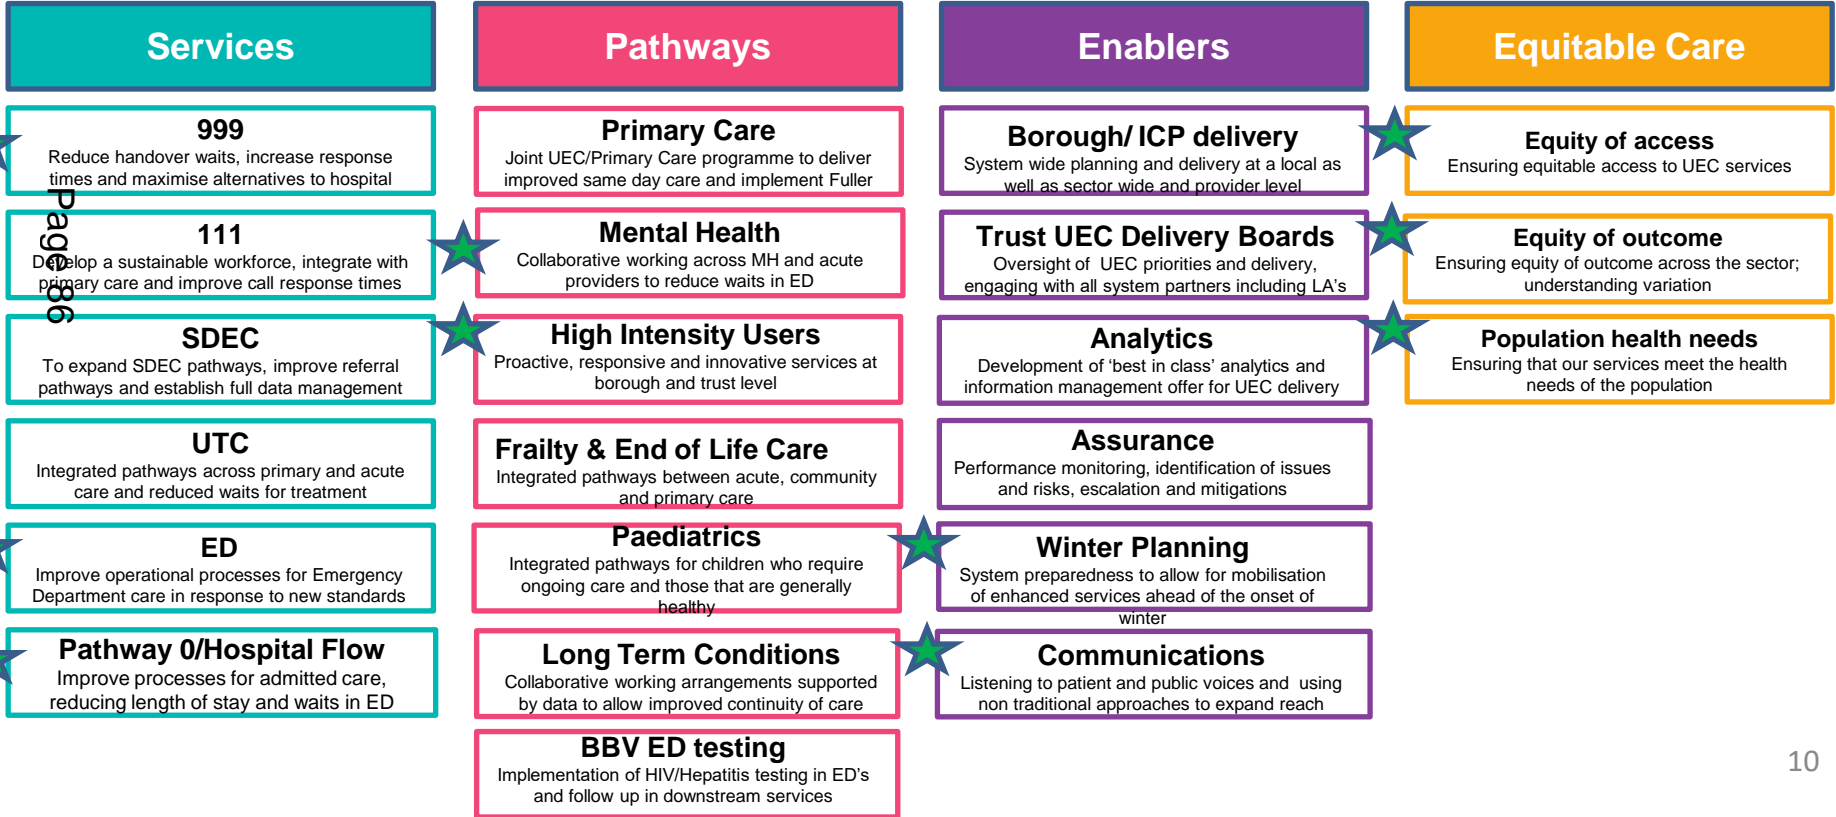 Services
999
Reduce handover waits, increase response
times and maximise alternatives to hospital
111
Develop a sustainable workforce, integrate with
primary care and improve call response times
SDEC
To expand SDEC pathways, improve referral
pathways and establish full data management
UTC
Integrated pathways across primary and acute
care and reduced waits for treatment
ED
Improve operational processes for Emergency
Department care in response to new standards
Pathway 0/Hospital Flow
Improve processes for admitted care,
reducing length of stay and waits in ED
Page 86
Pathways
Primary Care
Joint UEC/Primary Care programme to deliver
improved same day care and implement Fuller
Mental Health
Collaborative working across MH and acute
providers to reduce waits in ED
High Intensity Users
Proactive, responsive and innovative services at
borough and trust level
Frailty & End of Life Care
Integrated pathways between acute, community
and primary care
Paediatrics
Integrated pathways for children who require
ongoing care and those that are generally
healthy
Long Term Conditions
Collaborative working arrangements supported
by data to allow improved continuity of care
BBV ED testing
Implementation of HIV/Hepatitis testing in ED's
and follow up in downstream services
Enablers
Borough/ ICP delivery
System wide planning and delivery at a local as
well as sector wide and provider level
Trust UEC Delivery Boards
Oversight of UEC priorities and delivery,
engaging with all system partners including LA's
Analytics
Development of 'best in class' analytics and
information management offer for UEC delivery
Assurance
Performance monitoring, identification of issues
and risks, escalation and mitigations
Winter Planning
System preparedness to allow for mobilisation
of enhanced services ahead of the onset of
winter
Communications
Listening to patient and public voices and using
non traditional approaches to expand reach
Equitable Care
Equity of access
Ensuring equitable access to UEC services
Equity of outcome
Ensuring equity of outcome across the sector;
understanding variation
Population health needs
Ensuring that our services meet the health
needs of the population
10